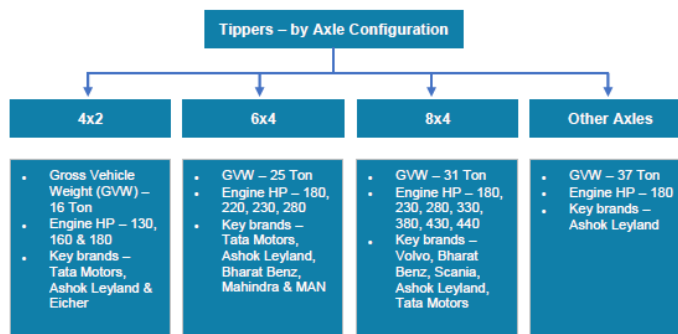 Tippers – by Axle Configuration
4x2
6x4
8x4
Other Axles
• Gross Vehicle
Weight (GVW) –
16 Ton
• Engine HP – 130,
160 & 180
• Key brands –
Tata Motors,
Ashok Leyland &
Eicher
• GVW – 25 Ton
• Engine HP – 180,
220, 230, 280
• Key brands –
Tata Motors,
Ashok Leyland,
Bharat Benz,
Mahindra & MAN
• GVW – 31 Ton
• Engine HP – 180,
230, 280, 330,
380, 430, 440
• Key brands –
Volvo, Bharat
Benz, Scania,
Ashok Leyland,
Tata Motors
• GVW – 37 Ton
• Engine HP – 180
• Key brands –
Ashok Leyland